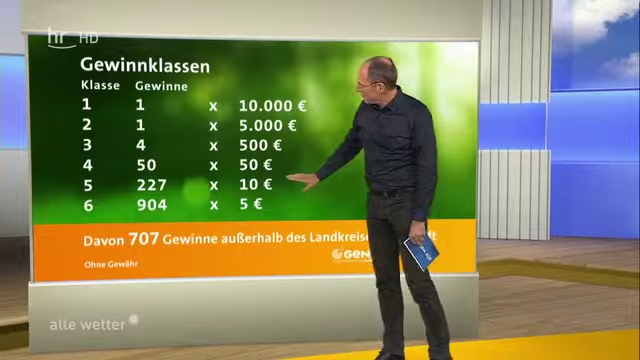 hr HD
Gewinnklassen
Klasse Gewinne
1 1 x 10.000 €
2 1 x 5.000 €
3 4 x 500 €
4 50 x 50 €
5 227 x 10 €
6 904 x 5 €
Davon 707 Gewinne außerhalb des
Ohne Gewähr
alle wetter